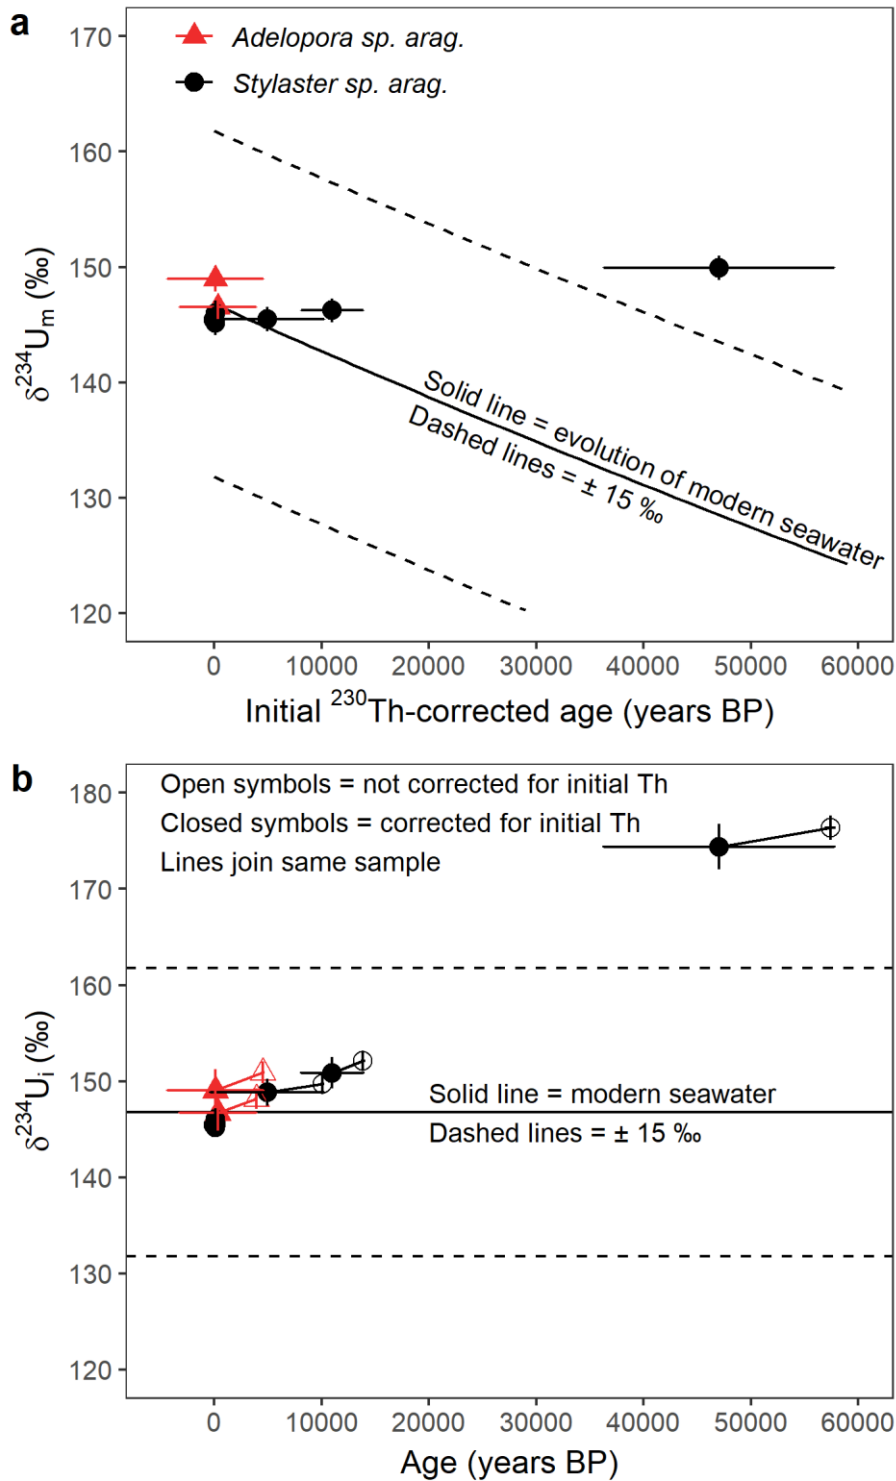 a
170
160
150
140
130
120
δ²³⁴Uₘ (‰)
Adelopora sp. arag.
Stylaster sp. arag.
Solid line = evolution of modern seawater
Dashed lines = ± 15 ‰
0 10000 20000 30000 40000 50000 60000
Initial ²³⁰Th-corrected age (years BP)
b
180
170
160
150
140
130
120
δ²³⁴Uᵢ (‰)
Open symbols = not corrected for initial Th
Closed symbols = corrected for initial Th
Lines join same sample
Solid line = modern seawater
Dashed lines = ± 15 ‰
0 10000 20000 30000 40000 50000 60000
Age (years BP)